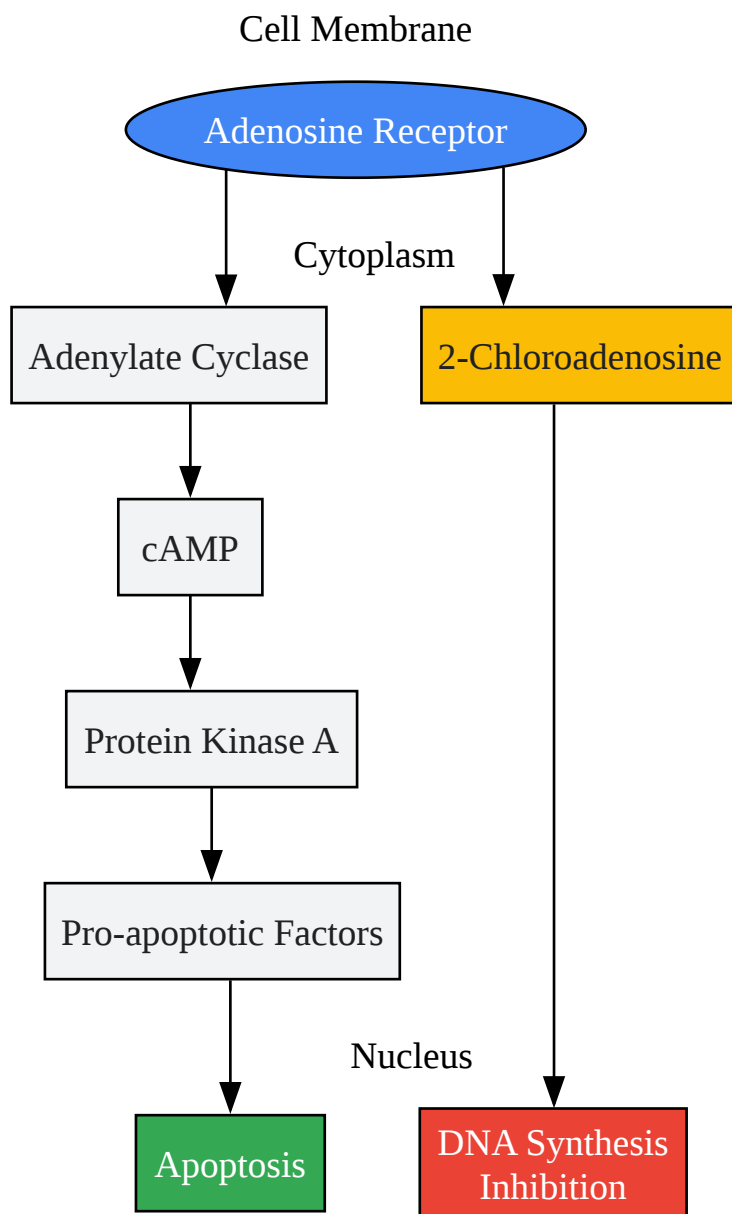 Cell Membrane
Adenosine Receptor
Cytoplasm
Adenylate Cyclase
2-Chloroadenosine
cAMP
Protein Kinase A
Pro-apoptotic Factors
Nucleus
Apoptosis
DNA Synthesis
Inhibition